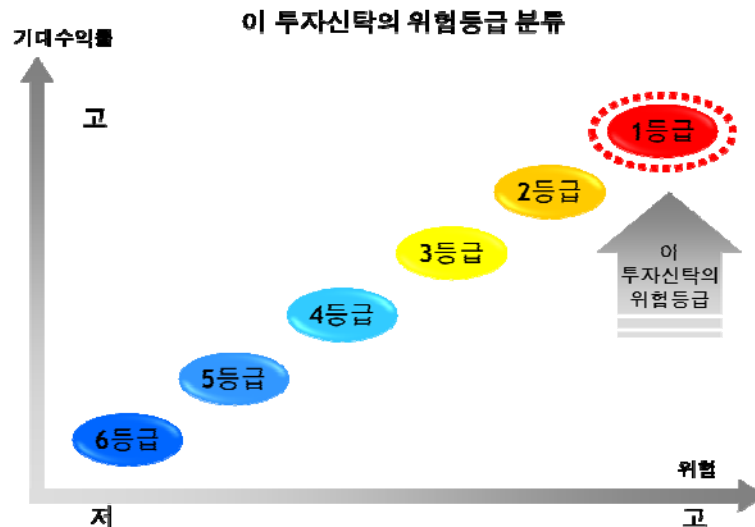 이 투자신탁의 위험등급 분류
기대수익률
고
1등급
2등급
3등급
4등급
5등급
6등급
이
투자신탁의
위험등급
위험
저
고